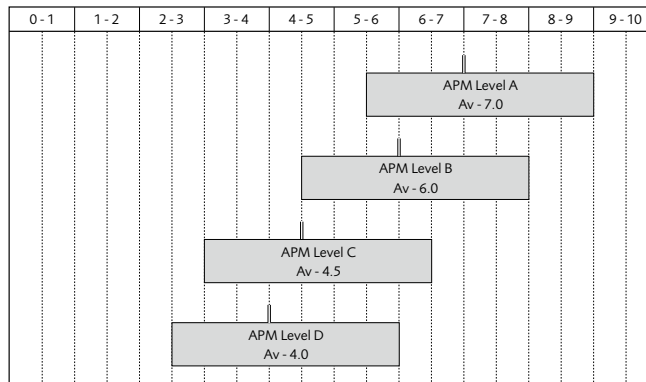 0 - 1 1 - 2 2 - 3 3 - 4 4 - 5 5 - 6 6 - 7 7 - 8 8 - 9 9 - 10
APM Level A
Av - 7.0
APM Level B
Av - 6.0
APM Level C
Av - 4.5
APM Level D
Av - 4.0